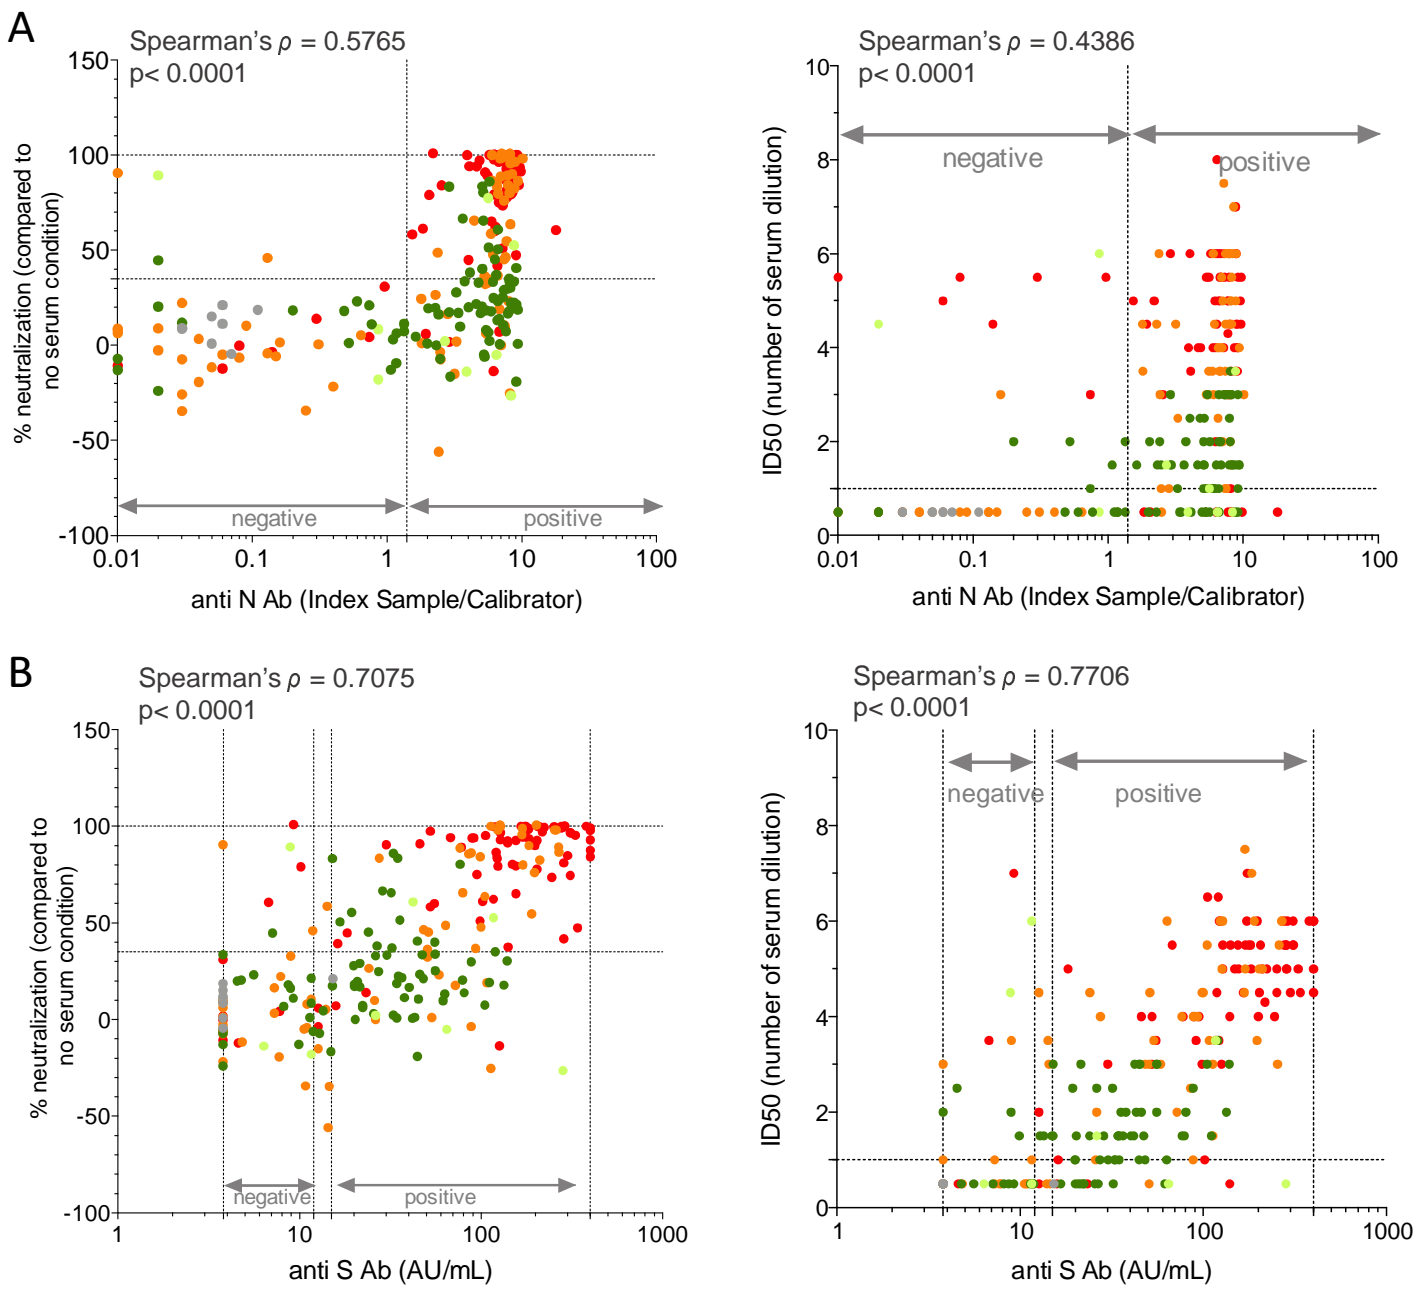 A
Spearman's ρ = 0.5765
p< 0.0001
150
100
50
0
-50
-100
% neutralization (compared to
no serum condition)
negative
positive
0.01
0.1
1
10
100
anti N Ab (Index Sample/Calibrator)
Spearman's ρ = 0.4386
p< 0.0001
10
8
6
4
2
0
ID50 (number of serum dilution)
negative
positive
0.01
0.1
1
10
100
anti N Ab (Index Sample/Calibrator)
B
Spearman's ρ = 0.7075
p< 0.0001
150
100
50
0
-50
-100
% neutralization (compared to
no serum condition)
negative
positive
1
10
100
1000
anti S Ab (AU/mL)
Spearman's ρ = 0.7706
p< 0.0001
10
8
6
4
2
0
ID50 (number of serum dilution)
negative
positive
1
10
100
1000
anti S Ab (AU/mL)